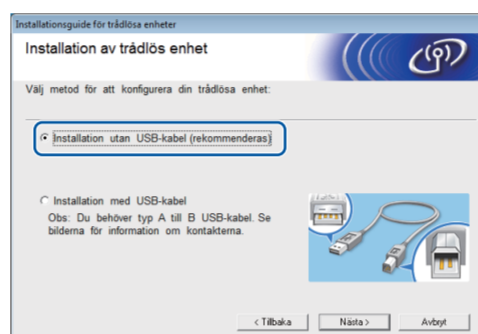 Installationsguide för trådlösa enheter
Installation av trådlös enhet
Välj metod för att konfigurera din trådlösa enhet:
Installation utan USB-kabel (rekommenderas)
Installation med USB-kabel
Obs: Du behöver typ A till B USB-kabel. Se
bilderna för information om kontakterna.
< Tillbaka
Nästa >
Avbryt